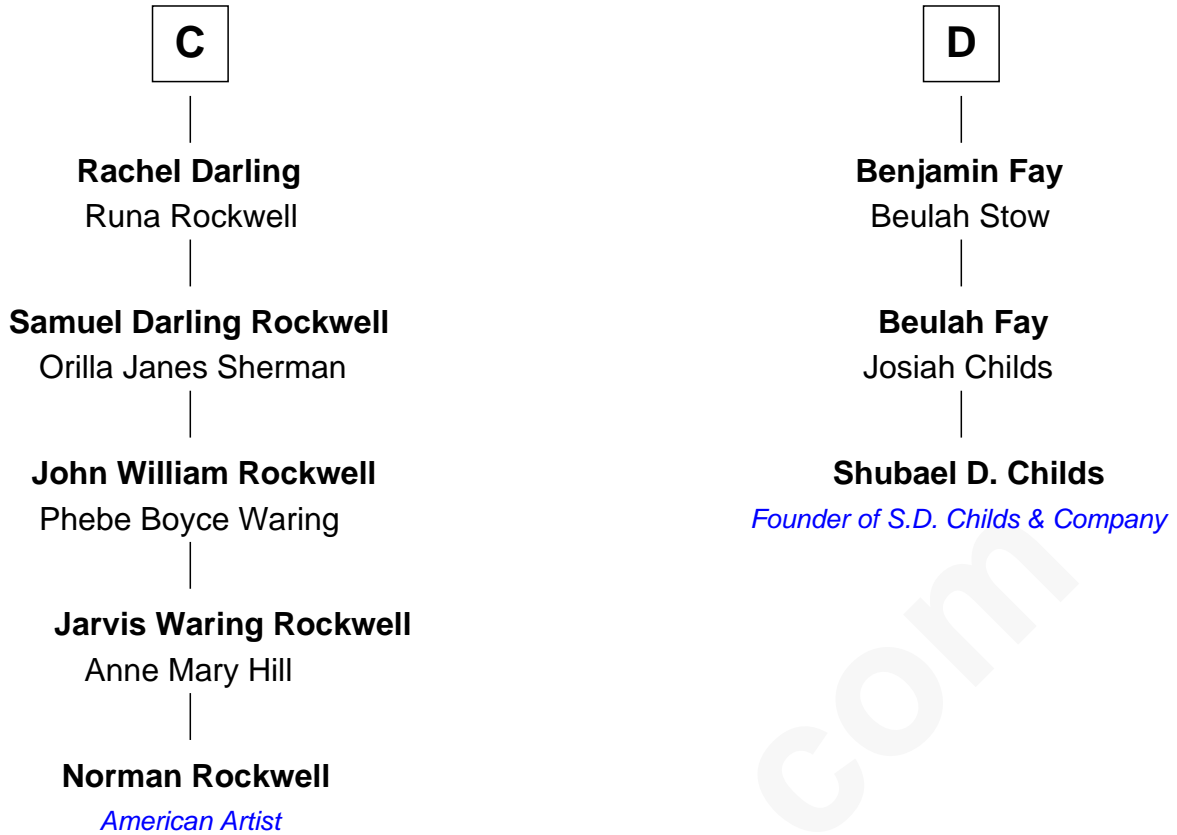 C
Rachel Darling
Runa Rockwell
Samuel Darling Rockwell
Orilla Janes Sherman
John William Rockwell
Phebe Boyce Waring
Jarvis Waring Rockwell
Anne Mary Hill
Norman Rockwell
American Artist
D
Benjamin Fay
Beulah Stow
Beulah Fay
Josiah Childs
Shubael D. Childs
Founder of S.D. Childs & Company
com